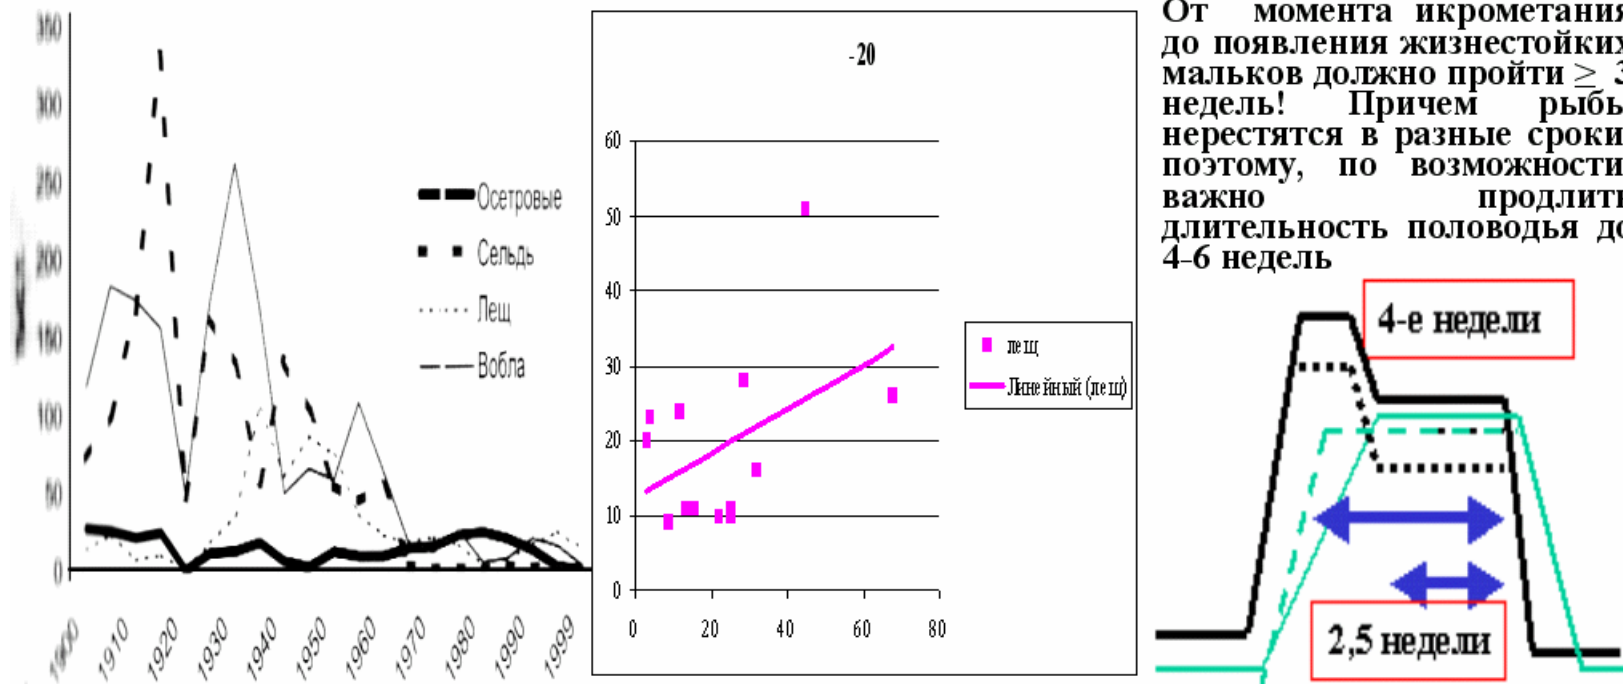 350
300
250
200
150
100
50
0
1900
1910
1920
1930
1940
1950
1960
1970
1980
1990
1999
Осетровые
Сельдь
Лещ
Вобла
-20
60
50
40
30
20
10
0
0
20
40
60
80
лещ
Линейный (лещ)
От момента икрометания
до появления жизнестойких
мальков должно пройти ≥ 3
недель! Причем рыбы
нерестятся в разные сроки,
поэтому, по возможности,
важно продлить
длительность половодья до
4-6 недель
4-е недели
2,5 недели